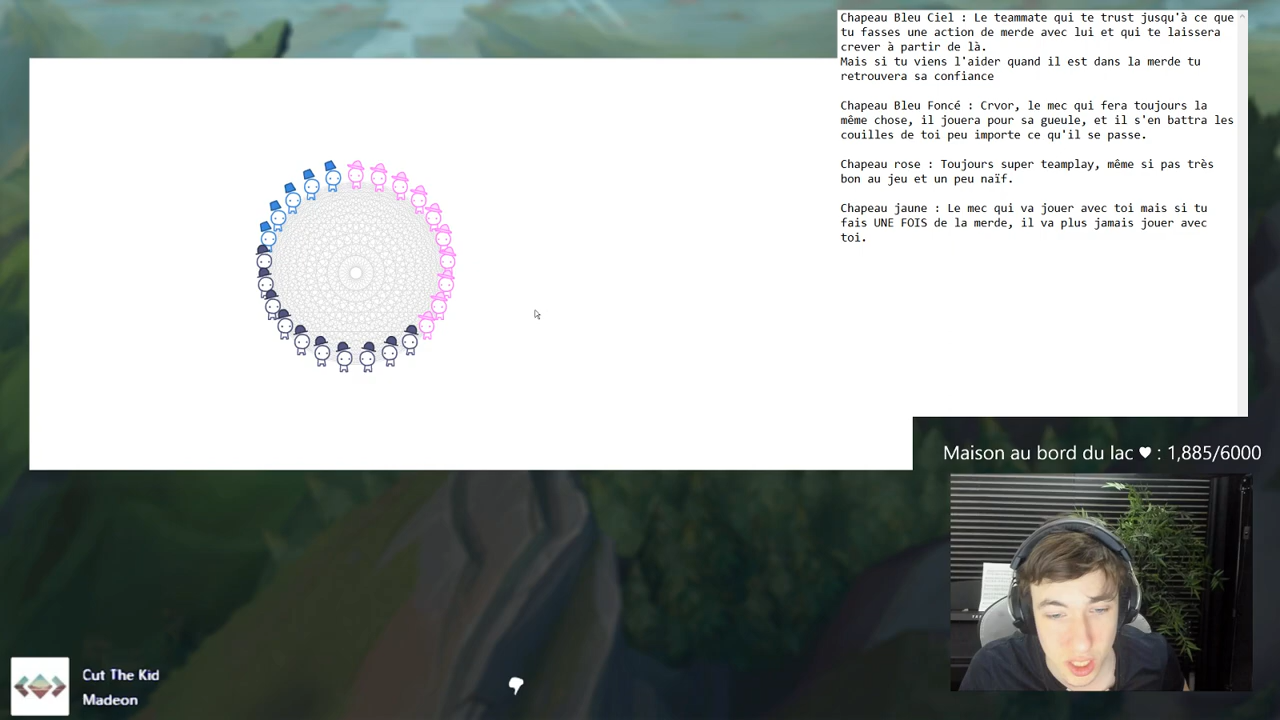 Chapeau Bleu Ciel : Le teammate qui te trust jusqu'à ce que
tu fasses une action de merde avec lui et qui te laissera
crever à partir de là.
Mais si tu viens l'aider quand il est dans la merde tu
retrouvera sa confiance
Chapeau Bleu Foncé : Crvor, le mec qui fera toujours la
même chose, il jouera pour sa gueule, et il s'en battra les
couilles de toi peu importe ce qu'il se passe.
Chapeau rose : Toujours super teamplay, même si pas très
bon au jeu et un peu naïf.
Chapeau jaune : Le mec qui va jouer avec toi mais si tu
fais UNE FOIS de la merde, il va plus jamais jouer avec
toi.
Maison au bord du lac ♥ : 1,885/6000
Cut The Kid
Madeon